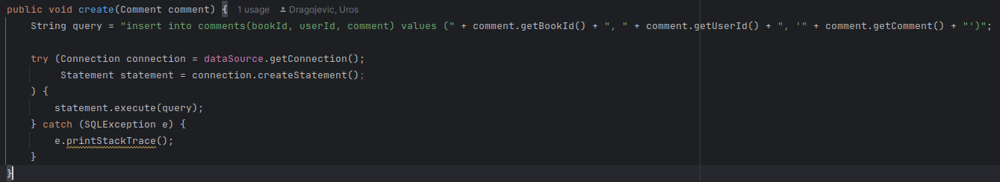 public void create(Comment comment) { 1 usage Dragojevic, Uros
String query = "insert into comments(bookId, userId, comment) values (" + comment.getBookId() + ", " + comment.getUserId() + ", '" + comment.getComment() + "')";
try (Connection connection = dataSource.getConnection();
Statement statement = connection.createStatement();
) {
statement.execute(query);
} catch (SQLException e) {
e.printStackTrace();
}
}